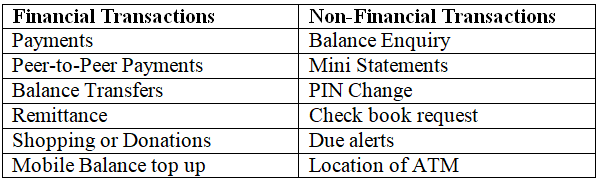 Financial Transactions Non-Financial Transactions
Payments Balance Enquiry
Peer-to-Peer Payments Mini Statements
Balance Transfers PIN Change
Remittance Check book request
Shopping or Donations Due alerts
Mobile Balance top up Location of ATM